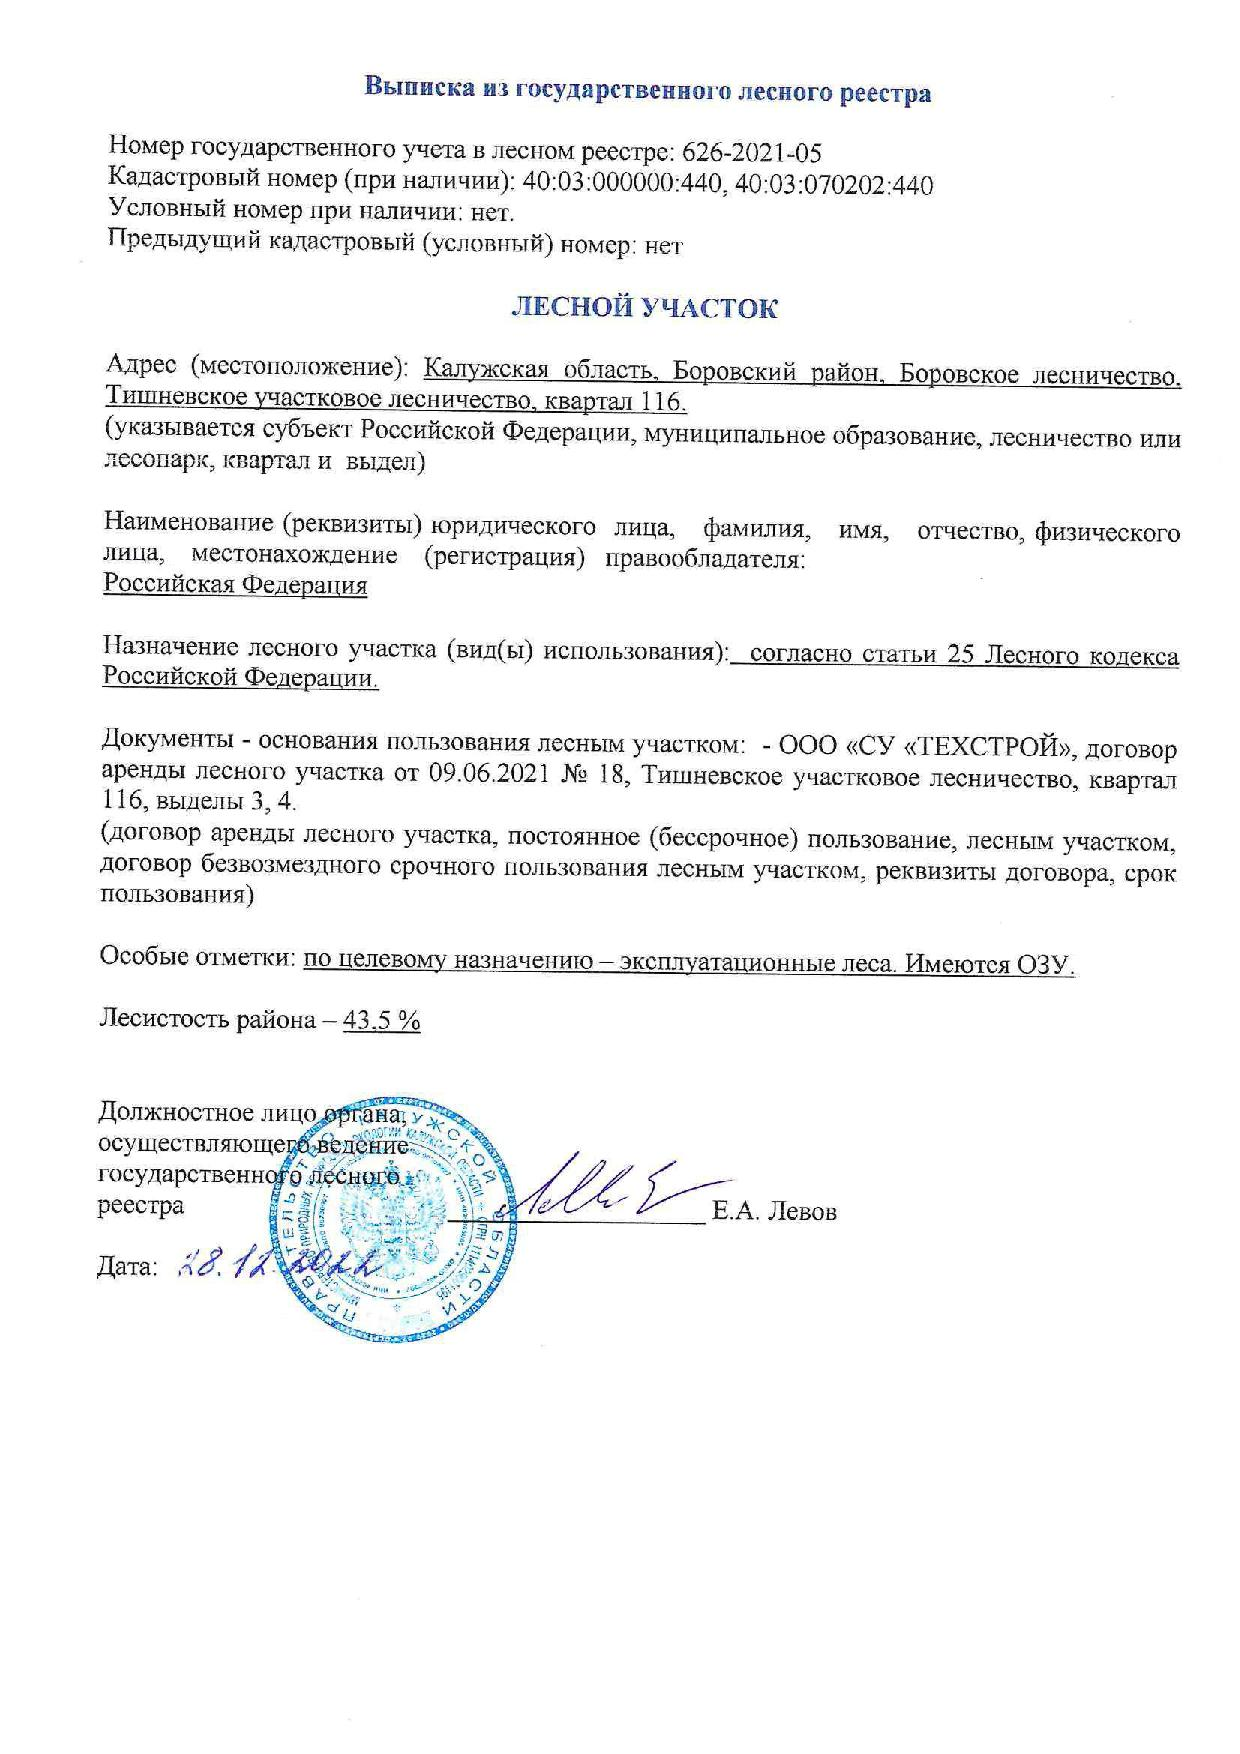 Выписка из государственного лесного реестра
Номер государственного учета в лесном реестре: 626-2021-05
Кадастровый номер (при наличии): 40:03:000000:440, 40:03:070202:440
Условный номер при наличии: нет.
Предыдущий кадастровый (условный) номер: нет
ЛЕСНОЙ УЧАСТОК
Адрес (местоположение): Калужская область, Боровский район, Боровское лесничество,
Тишневское участковое лесничество, квартал 116.
(указывается субъект Российской Федерации, муниципальное образование, лесничество или
лесопарк, квартал и выдел)
Наименование (реквизиты) юридического лица, фамилия, имя, отчество, физического
лица, местонахождение (регистрация) правообладателя:
Российская Федерация
Назначение лесного участка (вид(ы) использования): согласно статьи 25 Лесного кодекса
Российской Федерации.
Документы - основания пользования лесным участком: - ООО «СУ «ТЕХСТРОЙ», договор
аренды лесного участка от 09.06.2021 № 18, Тишневское участковое лесничество, квартал
116, выделы 3, 4.
(договор аренды лесного участка, постоянное (бессрочное) пользование, лесным участком,
договор безвозмездного срочного пользования лесным участком, реквизиты договора, срок
пользования)
Особые отметки: по целевому назначению – эксплуатационные леса. Имеются ОЗУ.
Лесистость района – 43.5 %
Должностное лицо органа,
осуществляющего ведение
государственного лесного
реестра
Е.А. Левов
Дата: 28.12.2022
ПРАВИТЕЛЬСТВО КАЛУЖСКОЙ ОБЛАСТИ